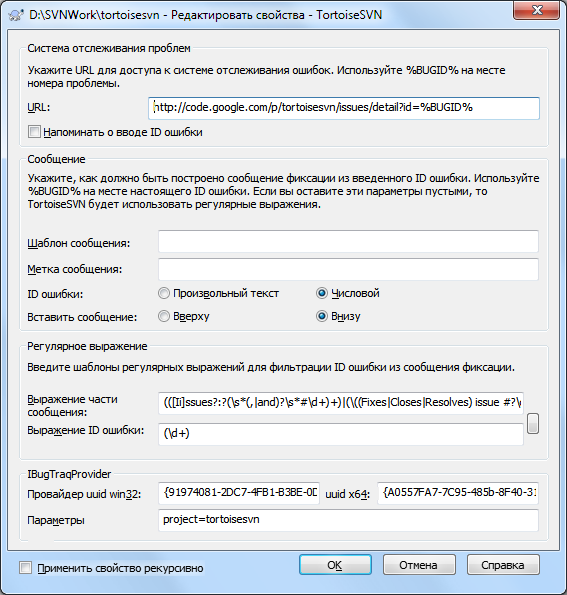 D:\SVNWork\tortoisesvn - Редактировать свойства - TortoiseSVN
Система отслеживания проблем
Укажите URL для доступа к системе отслеживания ошибок. Используйте %BUGID% на месте
номера проблемы.
URL: http://code.google.com/p/tortoisesvn/issues/detail?id=%BUGID%
Напоминать о вводе ID ошибки
Сообщение
Укажите, как должно быть построено сообщение фиксации из введенного ID ошибки. Используйте
%BUGID% на месте настоящего ID ошибки. Если вы оставите эти параметры пустыми, то
TortoiseSVN будет использовать регулярные выражения.
Шаблон сообщения:
Метка сообщения:
ID ошибки: Произвольный текст Числовой
Вставить сообщение: Вверху Внизу
Регулярное выражение
Введите шаблоны регулярных выражений для фильтрации ID ошибки из сообщения фиксации.
Выражение части
сообщения: (([Ii]ssues?:?(\s*(,|and)?\s*#\d+)+)|(\((Fixes|Closes|Resolves) issue #?\
Выражение ID ошибки: (\d+)
IBugTraqProvider
Провайдер uuid win32: {91974081-2DC7-4FB1-B3BE-0D uuid x64: {A0557FA7-7C95-485b-8F40-31
Параметры project=tortoisesvn
Применить свойство рекурсивно OK Отмена Справка